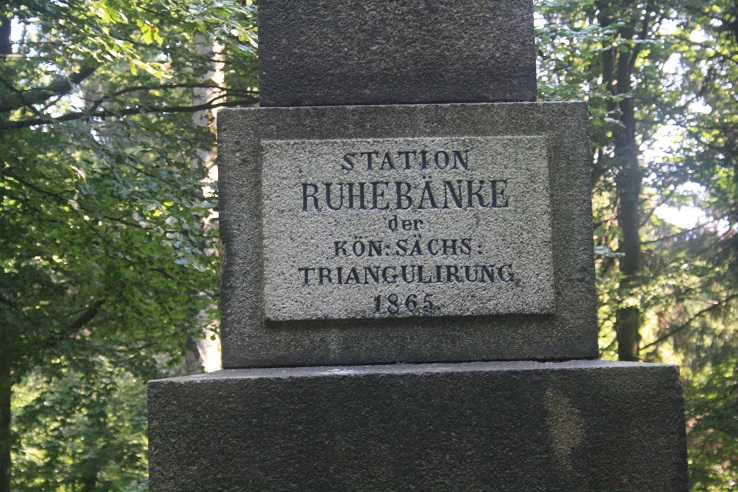 STATION
RUHEBÄNKE
der
KÖN: SÄCHS:
TRIANGULIRUNG
1865.